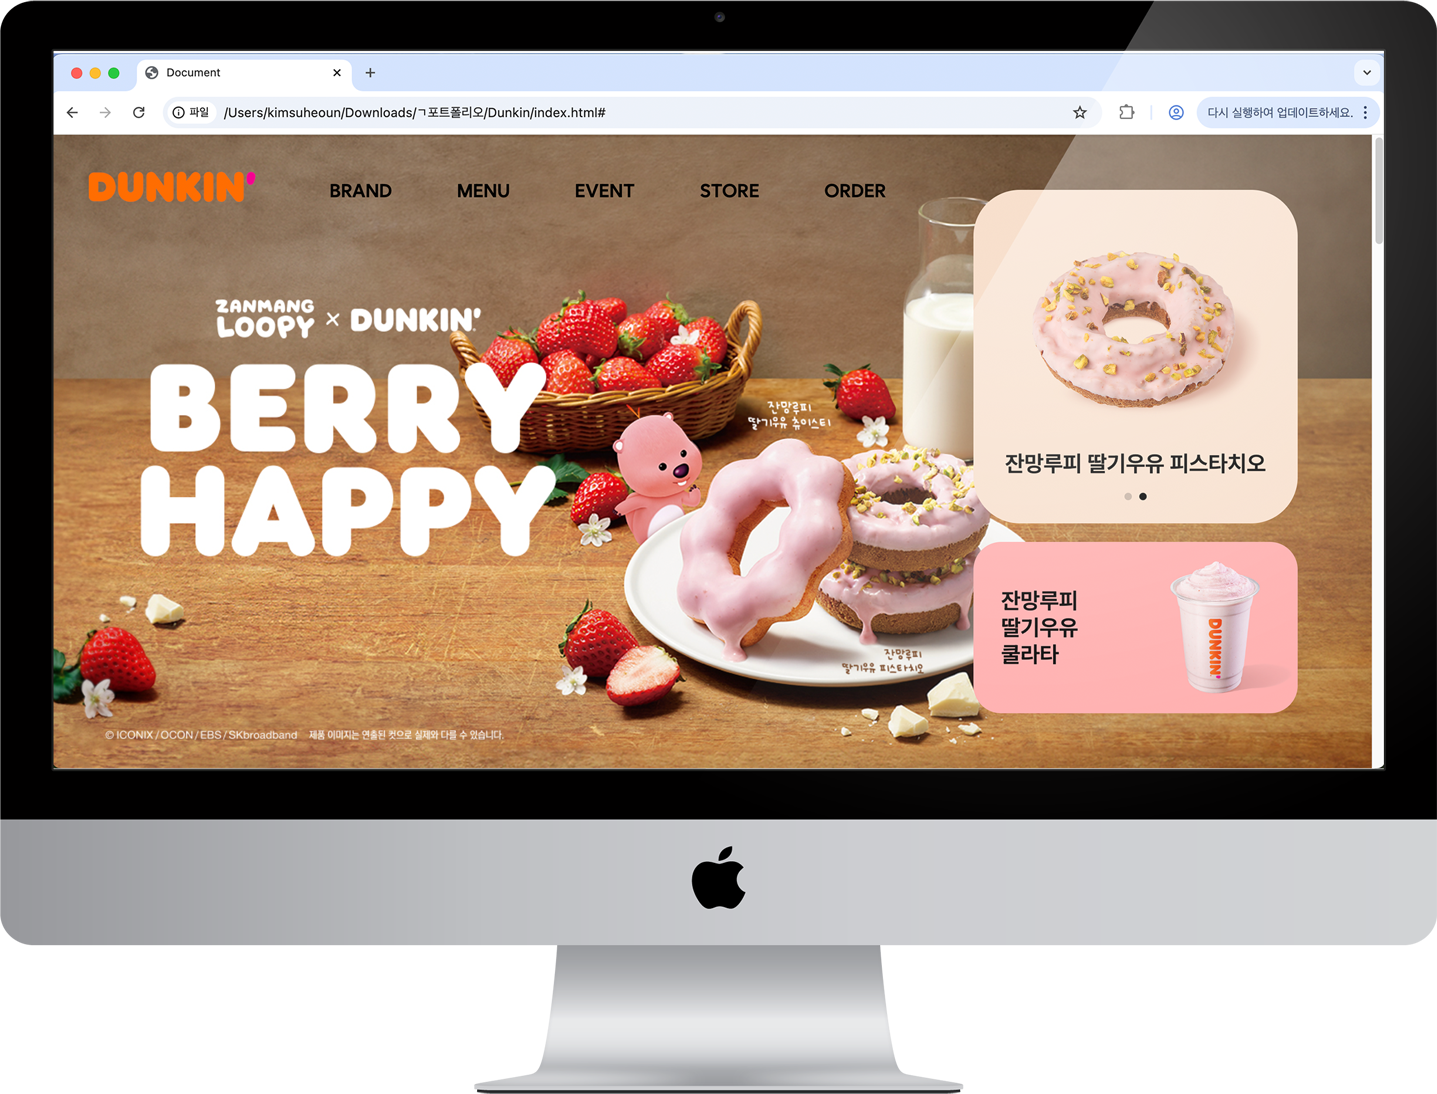 Document
파일
/Users/kimsuheoun/Downloads/ㄱ포트폴리오/Dunkin/index.html#
다시 실행하여 업데이트하세요.
DUNKIN'
BRAND
MENU
EVENT
STORE
ORDER
ZANMANG
LOOPY × DUNKIN'
BERRY
HAPPY
잔망루피
딸기우유 츄이스티
잔망루피
딸기우유 피스타치오
© ICONIX / OCON / EBS / SKbroadband 제품 이미지는 연출된 컷으로 실제와 다를 수 있습니다.
잔망루피 딸기우유 피스타치오
잔망루피
딸기우유
쿨라타
DUNKIN'